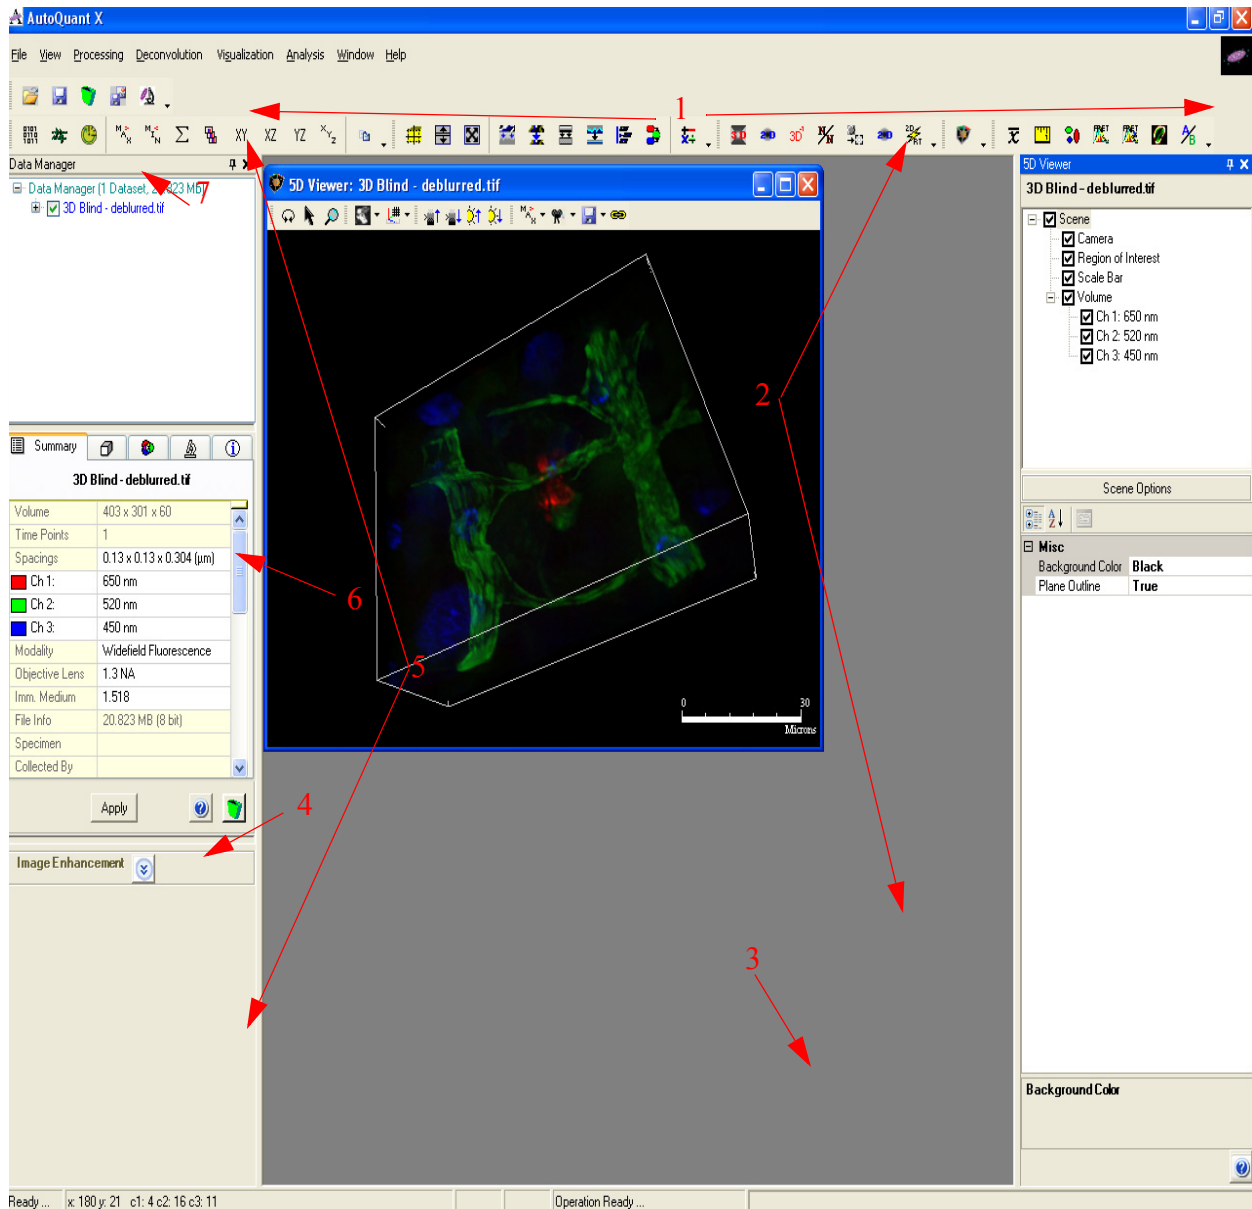 AutoQuant X
File View Processing Deconvolution Visualization Analysis Window Help
1
XY XZ YZ
Data Manager
7
Data Manager (1 Dataset, 20.823 Mb)
3D Blind - deblurred.tif
5D Viewer: 3D Blind - deblurred.tif
5D Viewer
3D Blind - deblurred.tif
Scene
Camera
Region of Interest
Scale Bar
Volume
Ch 1: 650 nm
Ch 2: 520 nm
Ch 3: 450 nm
2
Summary
3D Blind - deblurred.tif
Volume 403 x 301 x 60
Time Points 1
Spacings 0.13 x 0.13 x 0.304 (µm)
Ch 1: 650 nm
Ch 2: 520 nm
Ch 3: 450 nm
Modality Widefield Fluorescence
Objective Lens 1.3 NA
Imm. Medium 1.518
File Info 20.823 MB (8 bit)
Specimen
Collected By
6
5
0 30
Microns
Scene Options
Misc
Background Color Black
Plane Outline True
Apply
4
Image Enhancement
3
Background Color
Ready ... x: 180 y: 21 c1: 4 c2: 16 c3: 11 Operation Ready ...